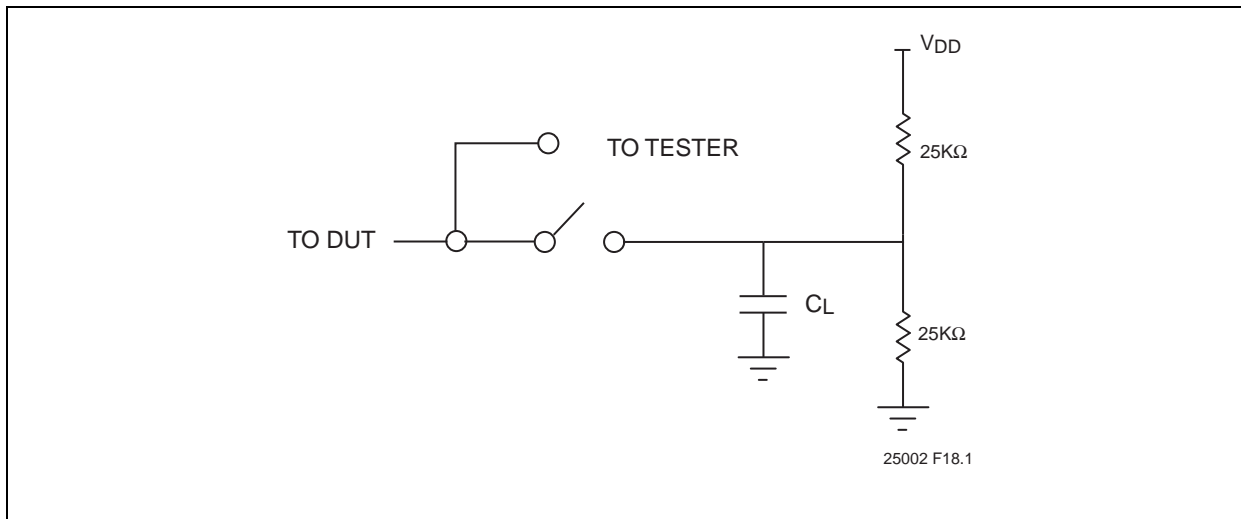 VDD
25KΩ
TO TESTER
TO DUT
CL
25KΩ
25002 F18.1